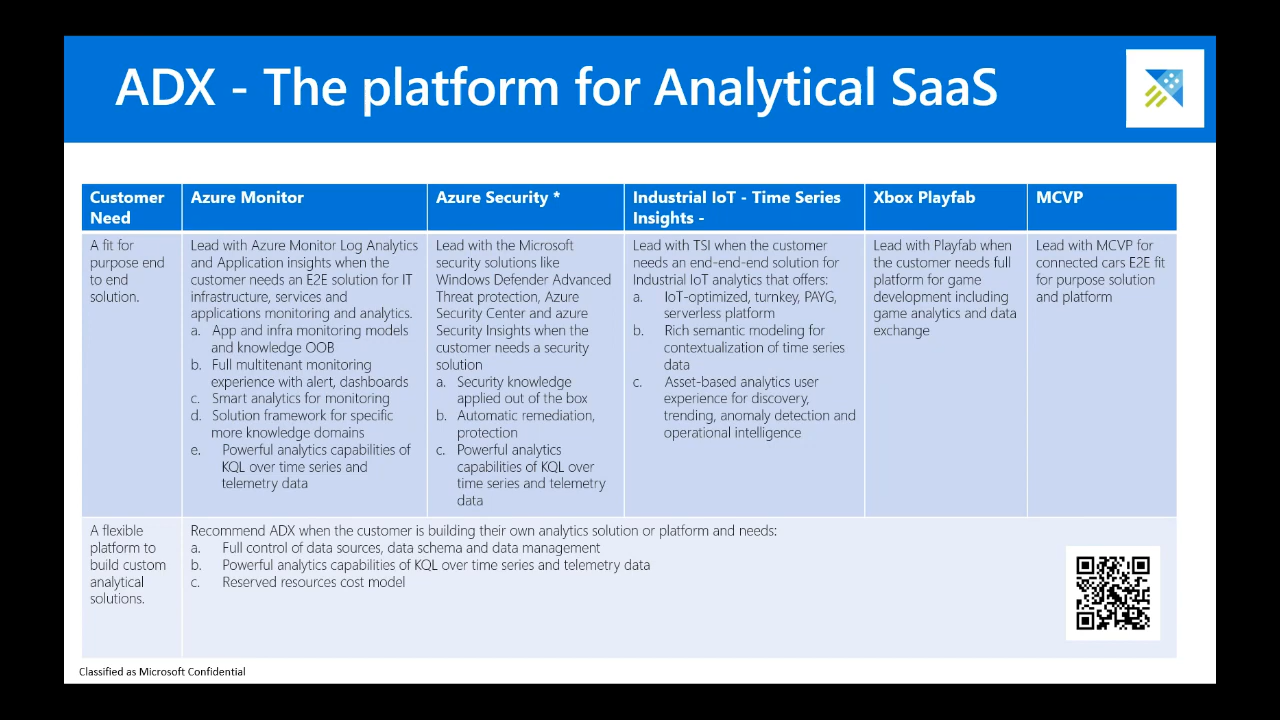 ADX - The platform for Analytical SaaS
Customer
Need
Azure Monitor
Azure Security *
Industrial IoT - Time Series
Insights -
Xbox Playfab
MCVP
A fit for
purpose end
to end
solution.
Lead with Azure Monitor Log Analytics
and Application insights when the
customer needs an E2E solution for IT
infrastructure, services and
applications monitoring and analytics.
a. App and infra monitoring models
and knowledge OOB
b. Full multitenant monitoring
experience with alert, dashboards
c. Smart analytics for monitoring
d. Solution framework for specific
more knowledge domains
e. Powerful analytics capabilities of
KQL over time series and
telemetry data
Lead with the Microsoft
security solutions like
Windows Defender Advanced
Threat protection, Azure
Security Center and azure
Security Insights when the
customer needs a security
solution
a. Security knowledge
applied out of the box
b. Automatic remediation,
protection
c. Powerful analytics
capabilities of KQL over
time series and telemetry
data
Lead with TSI when the customer
needs an end-end-end solution for
Industrial IoT analytics that offers:
a. IoT-optimized, turnkey, PAYG,
serverless platform
b. Rich semantic modeling for
contextualization of time series
data
c. Asset-based analytics user
experience for discovery,
trending, anomaly detection and
operational intelligence
Lead with Playfab when
the customer needs full
platform for game
development including
game analytics and data
exchange
Lead with MCVP for
connected cars E2E fit
for purpose solution
and platform
A flexible
platform to
build custom
analytical
solutions.
Recommend ADX when the customer is building their own analytics solution or platform and needs:
a. Full control of data sources, data schema and data management
b. Powerful analytics capabilities of KQL over time series and telemetry data
c. Reserved resources cost model
Classified as Microsoft Confidential